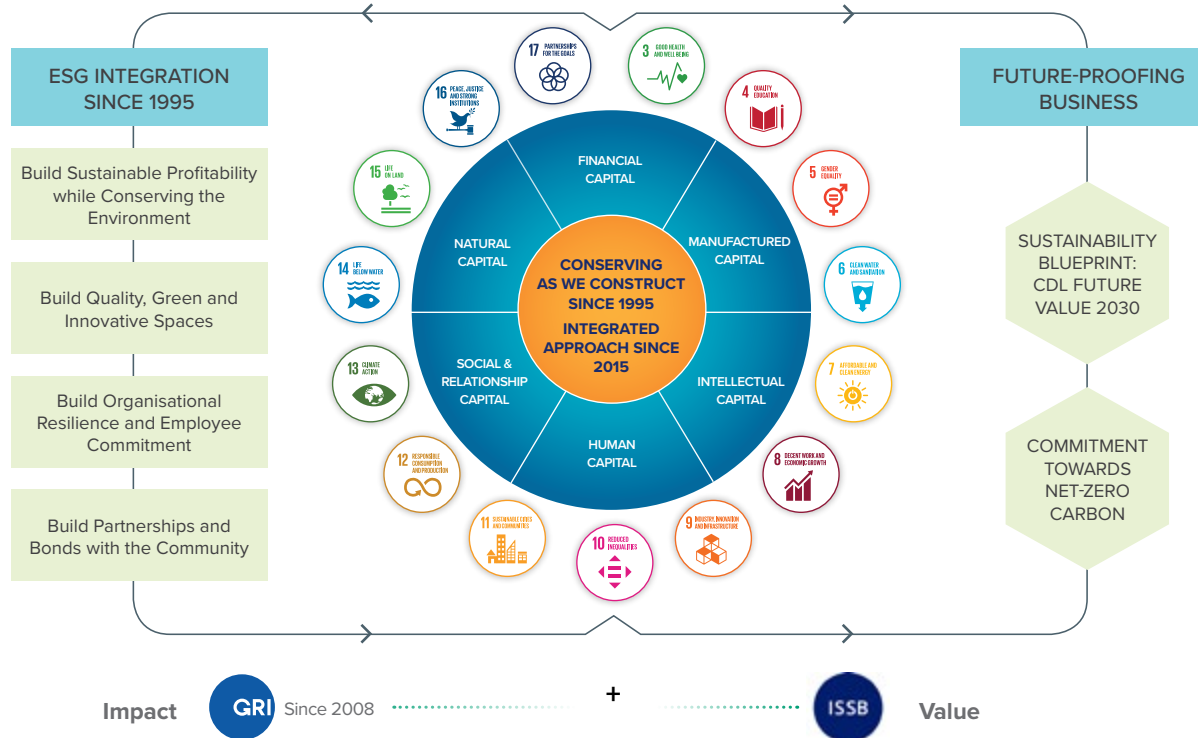 ESG INTEGRATION
SINCE 1995
Build Sustainable Profitability
while Conserving the
Environment
Build Quality, Green and
Innovative Spaces
Build Organisational
Resilience and Employee
Commitment
Build Partnerships and
Bonds with the Community
17 PARTNERSHIPS
FOR THE GOALS
3 GOOD HEALTH
AND WELL-BEING
16 PEACE, JUSTICE
AND STRONG
INSTITUTIONS
4 QUALITY
EDUCATION
15 LIFE
ON LAND
5 GENDER
EQUALITY
14 LIFE
BELOW WATER
6 CLEAN WATER
AND SANITATION
13 CLIMATE
ACTION
7 AFFORDABLE AND
CLEAN ENERGY
12 RESPONSIBLE
CONSUMPTION
AND PRODUCTION
8 DECENT WORK AND
ECONOMIC GROWTH
11 SUSTAINABLE CITIES
AND COMMUNITIES
9 INDUSTRY, INNOVATION
AND INFRASTRUCTURE
10 REDUCED
INEQUALITIES
FINANCIAL
CAPITAL
NATURAL
CAPITAL
MANUFACTURED
CAPITAL
CONSERVING
AS WE CONSTRUCT
SINCE 1995
INTEGRATED
APPROACH SINCE
2015
SOCIAL &
RELATIONSHIP
CAPITAL
INTELLECTUAL
CAPITAL
HUMAN
CAPITAL
FUTURE-PROOFING
BUSINESS
SUSTAINABILITY
BLUEPRINT:
CDL FUTURE
VALUE 2030
COMMITMENT
TOWARDS
NET-ZERO
CARBON
Impact GRI Since 2008 + ISSB Value